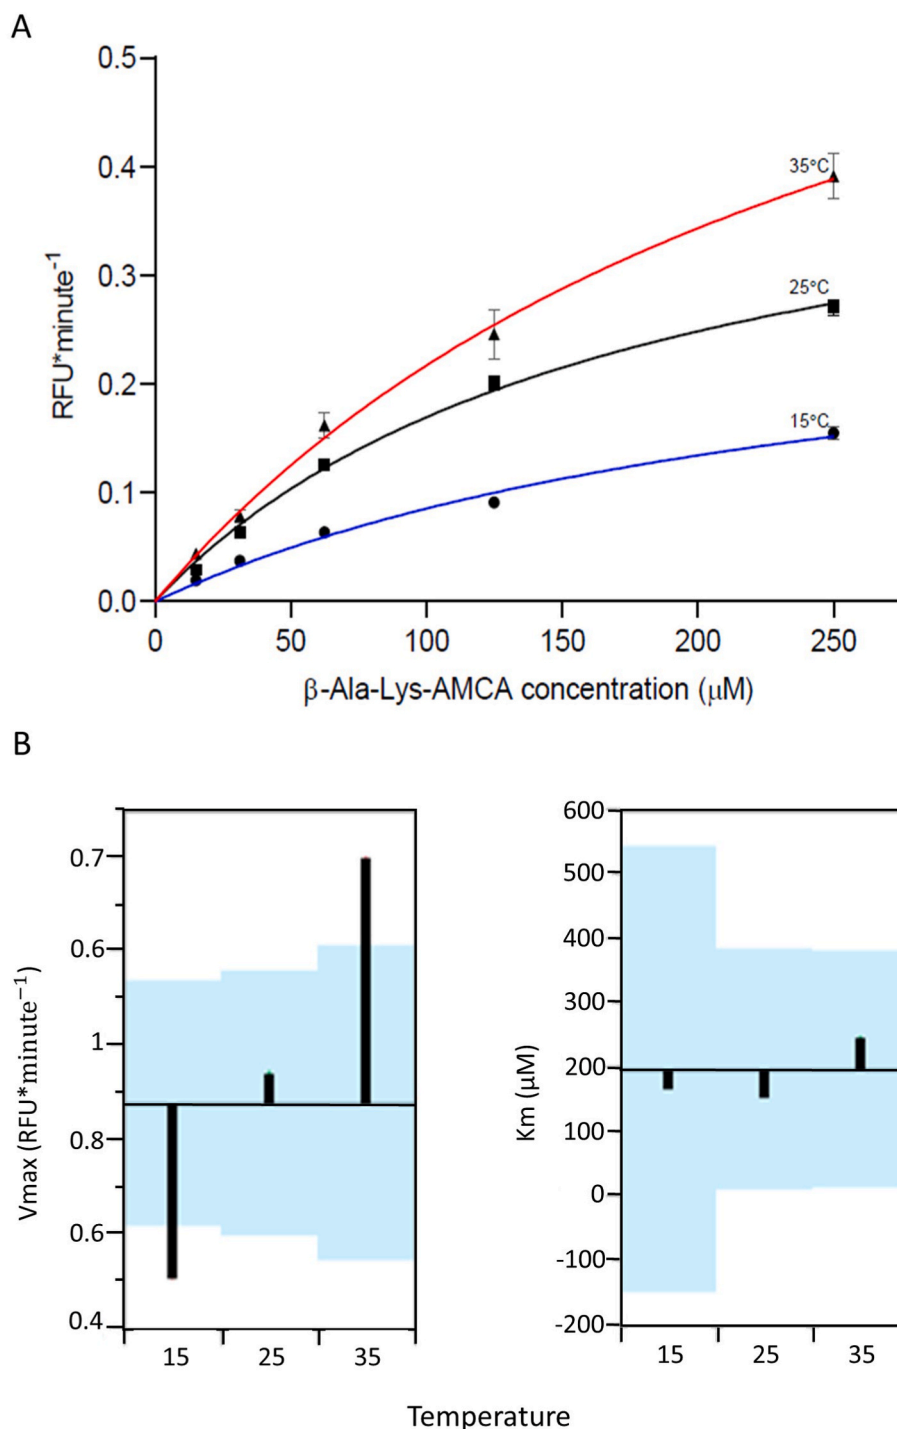 A
0.5
0.4
0.3
0.2
0.1
0.0
RFU*minute⁻¹
35°C
25°C
15°C
0 50 100 150 200 250
β-Ala-Lys-AMCA concentration (μM)
B
0.7
0.6
1
0.8
0.6
0.4
Vmax (RFU*minute⁻¹)
15 25 35
600
500
400
300
200
100
0
-100
-200
Km (μM)
15 25 35
Temperature